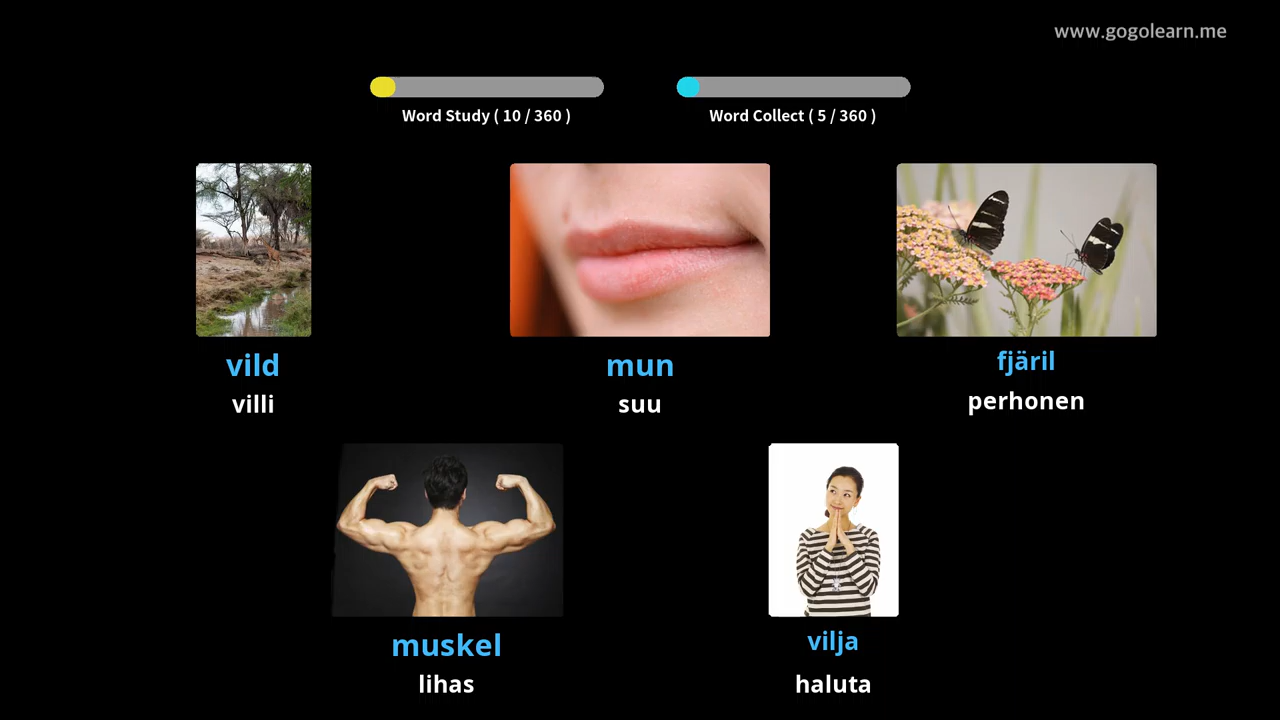 www.gogolearn.me
Word Study ( 10 / 360 )
Word Collect ( 5 / 360 )
vild
villi
mun
suu
fjäril
perhonen
muskel
lihas
vilja
haluta